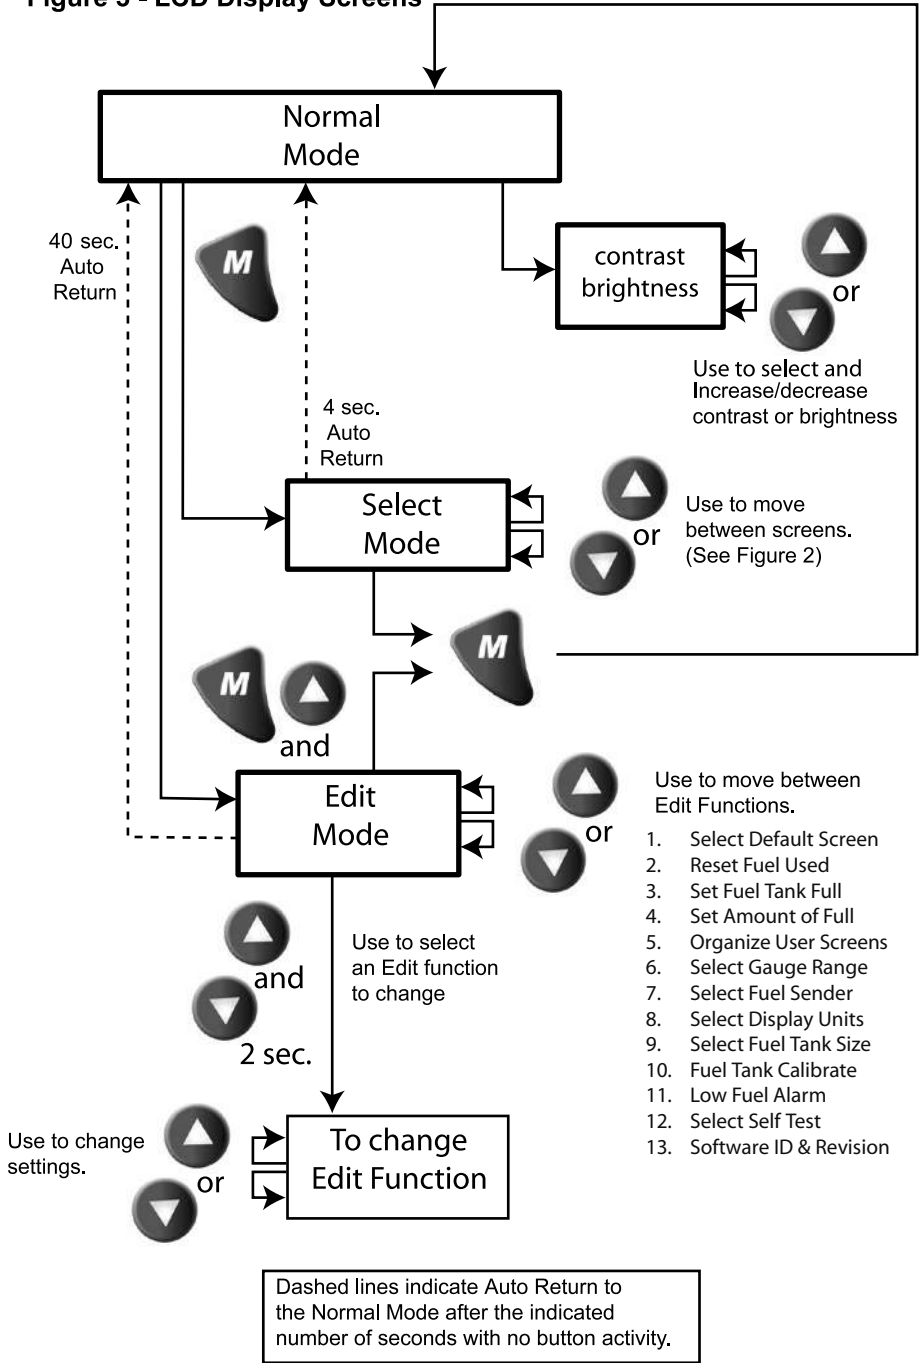 Figure 3 - LCD Display Screens
Normal
Mode
40 sec.
Auto
Return
M
contrast
brightness
or
Use to select and
Increase/decrease
contrast or brightness
4 sec.
Auto
Return
Select
Mode
or
Use to move
between screens.
(See Figure 2)
M
M
and
Edit
Mode
or
Use to move between
Edit Functions.
1. Select Default Screen
2. Reset Fuel Used
3. Set Fuel Tank Full
4. Set Amount of Full
5. Organize User Screens
6. Select Gauge Range
7. Select Fuel Sender
8. Select Display Units
9. Select Fuel Tank Size
10. Fuel Tank Calibrate
11. Low Fuel Alarm
12. Select Self Test
13. Software ID & Revision
and
2 sec.
Use to select
an Edit function
to change
Use to change
settings.
or
To change
Edit Function
Dashed lines indicate Auto Return to
the Normal Mode after the indicated
number of seconds with no button activity.